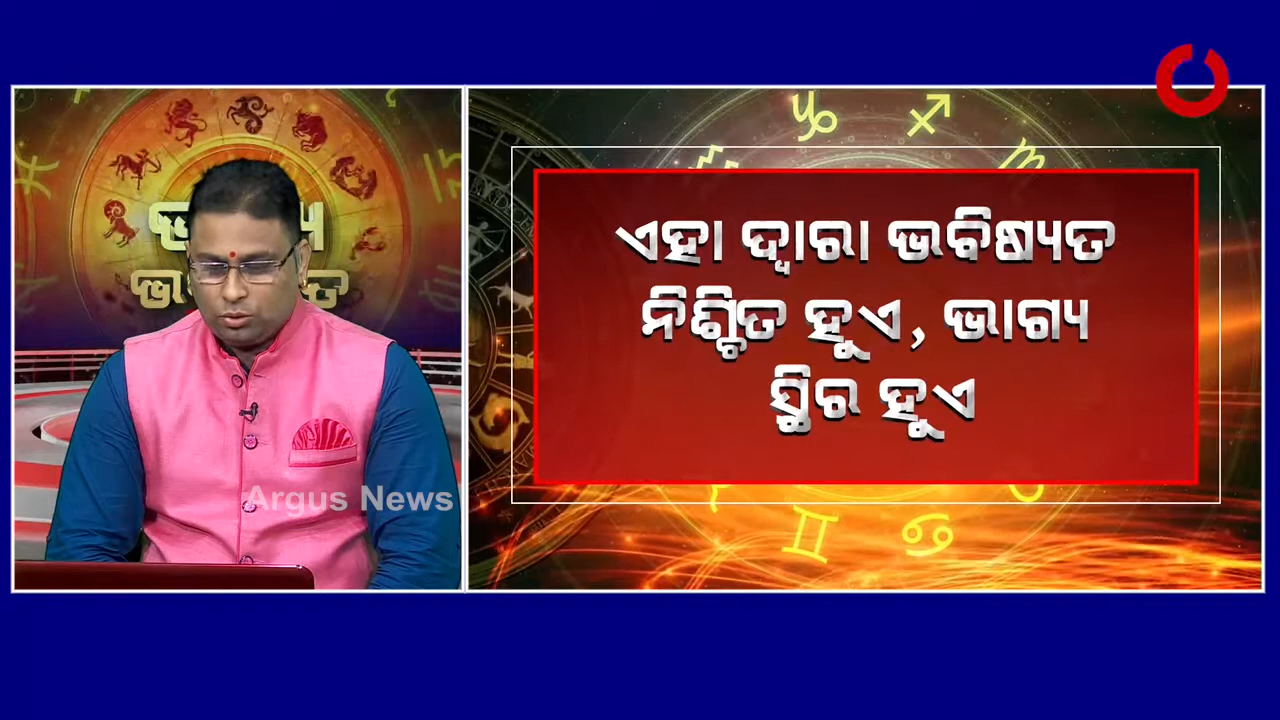 ଏହା ଦ୍ୱାରା ଭବିଷ୍ୟତ
ନିଶ୍ଚିତ ହୁଏ, ଭାଗ୍ୟ
ସ୍ଥିର ହୁଏ
Argus News